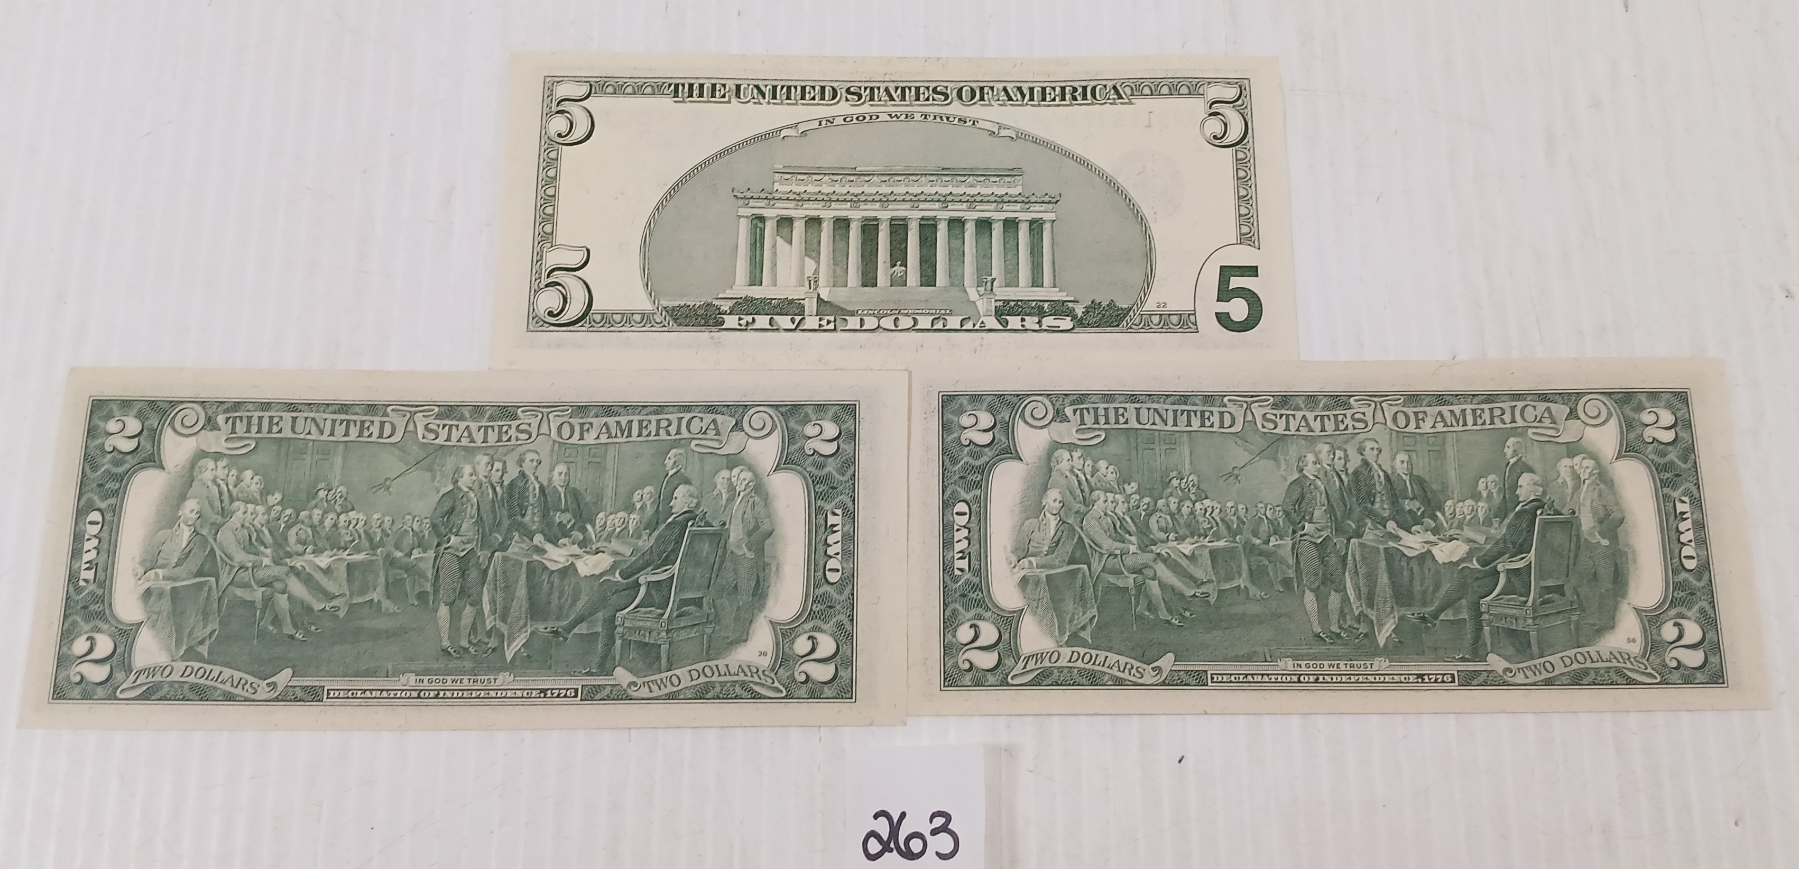 5 THE UNITED STATES OF AMERICA 5
IN GOD WE TRUST
22
LINCOLN MEMORIAL
5 FIVE DOLLARS 5
2 THE UNITED STATES OF AMERICA 2
TWO TWO
38
2 TWO DOLLARS IN GOD WE TRUST TWO DOLLARS 2
DECLARATION OF INDEPENDENCE, 1776
2 THE UNITED STATES OF AMERICA 2
TWO TWO
56
2 TWO DOLLARS IN GOD WE TRUST TWO DOLLARS 2
DECLARATION OF INDEPENDENCE, 1776
263